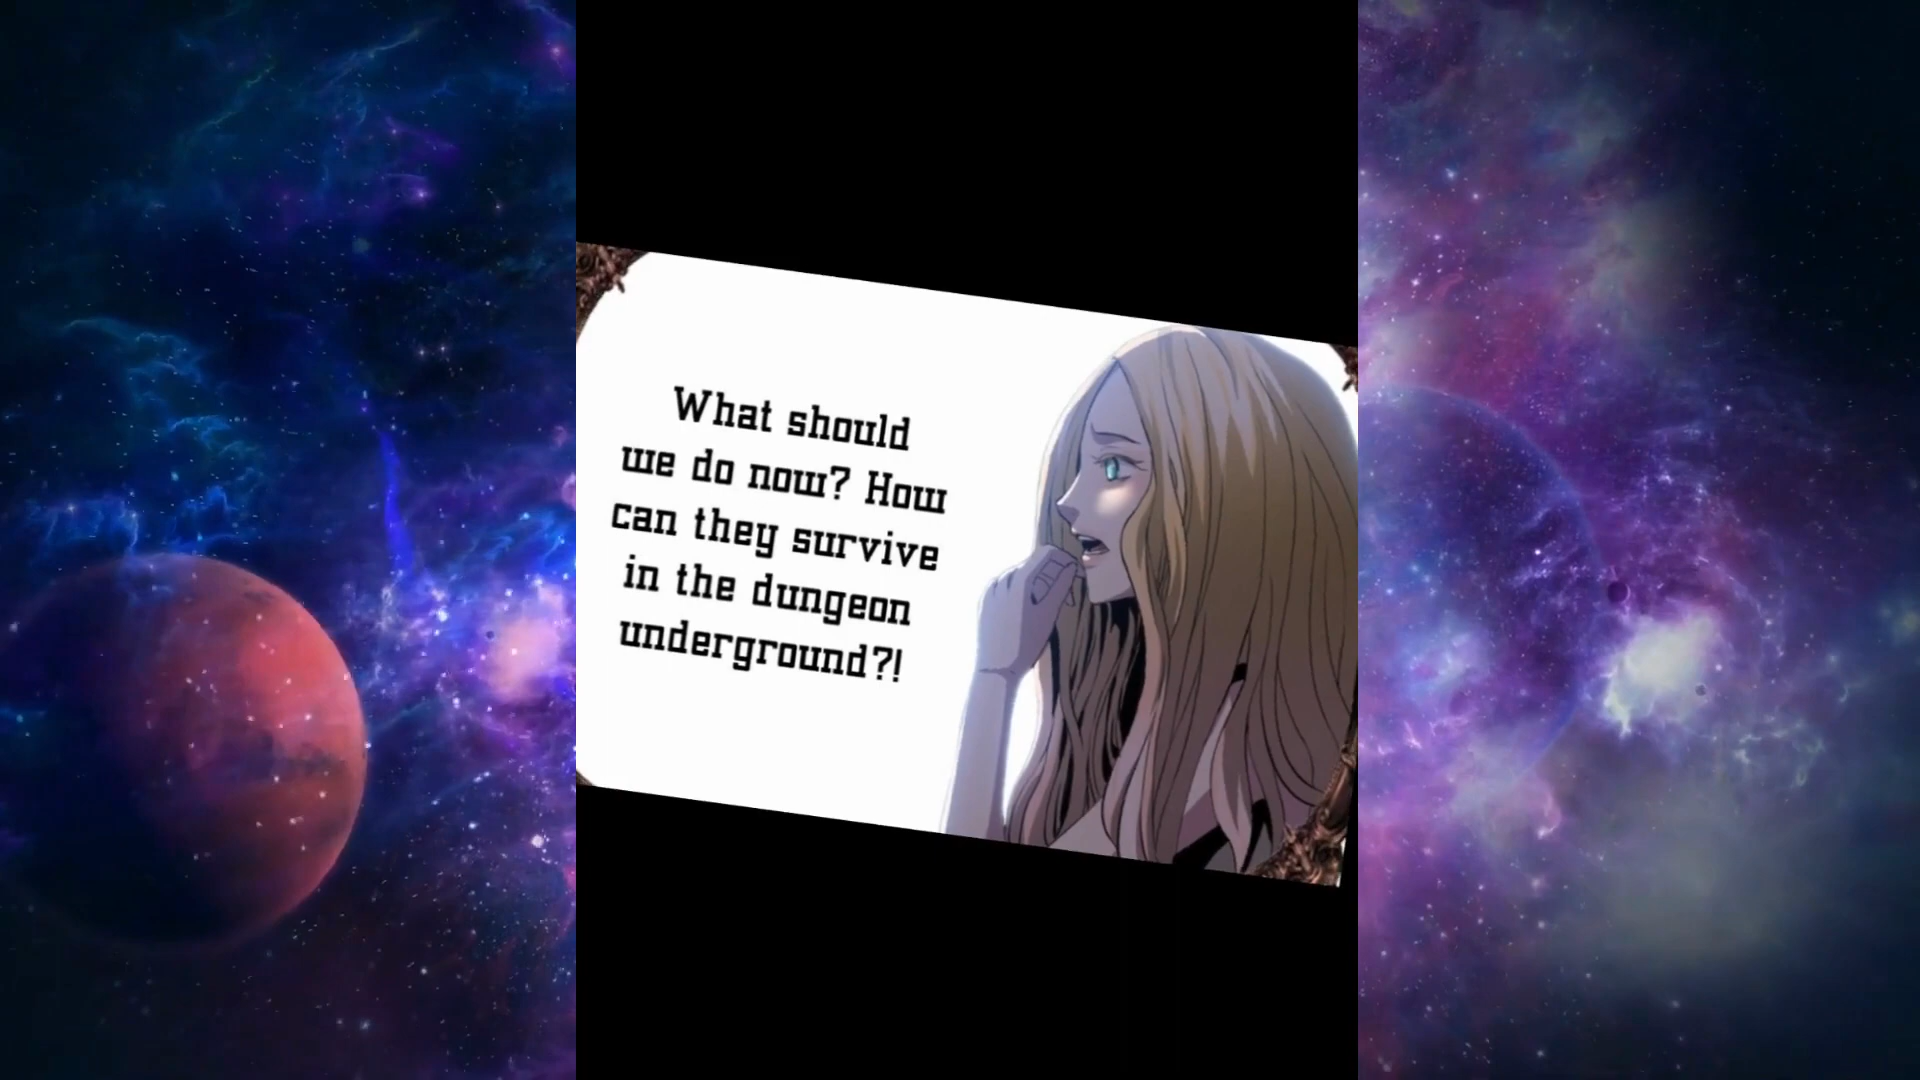 What should
we do now? How
can they survive
in the dungeon
underground?!